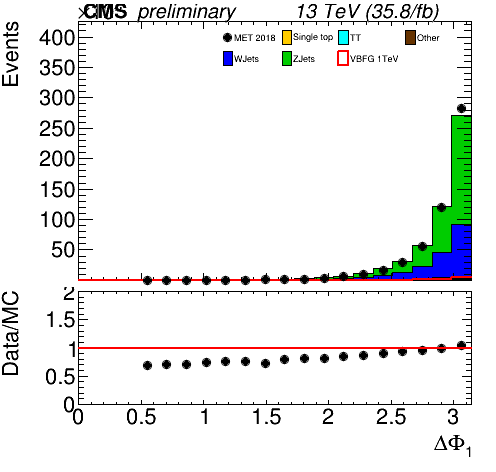 CMS preliminary 13 TeV (35.8/fb)
Events
400
350
300
250
200
150
100
50
MET 2018
Single top
TT
Other
WJets
ZJets
VBFG 1TeV
Data/MC
2
1.5
1
0.5
0
0 0.5 1 1.5 2 2.5 3
ΔΦ1